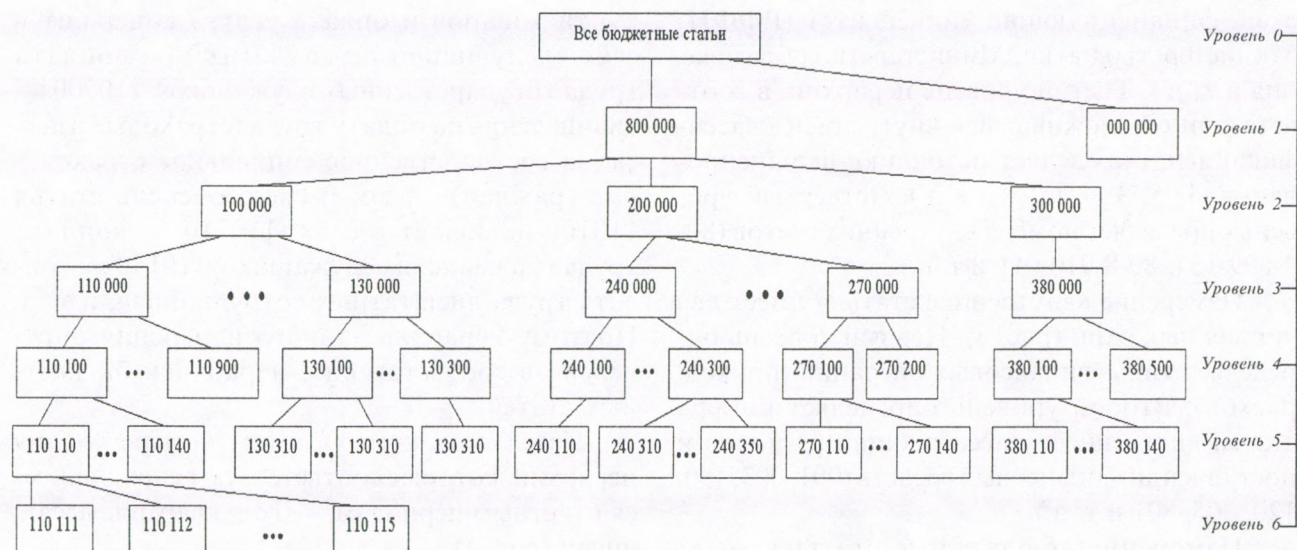 Все бюджетные статьи Уровень 0
800 000 000 000 Уровень 1
100 000 200 000 300 000 Уровень 2
110 000 ••• 130 000 240 000 ••• 270 000 380 000 Уровень 3
110 100 ••• 110 900 130 100 130 300 240 100 ••• 240 300 270 100 270 200 380 100 ••• 380 500 Уровень 4
110 110 ••• 110 140 130 310 ••• 130 310 130 310 240 110 240 310 ••• 240 350 270 110 ••• 270 140 380 110 ••• 380 140 Уровень 5
110 111 110 112 ••• 110 115 Уровень 6